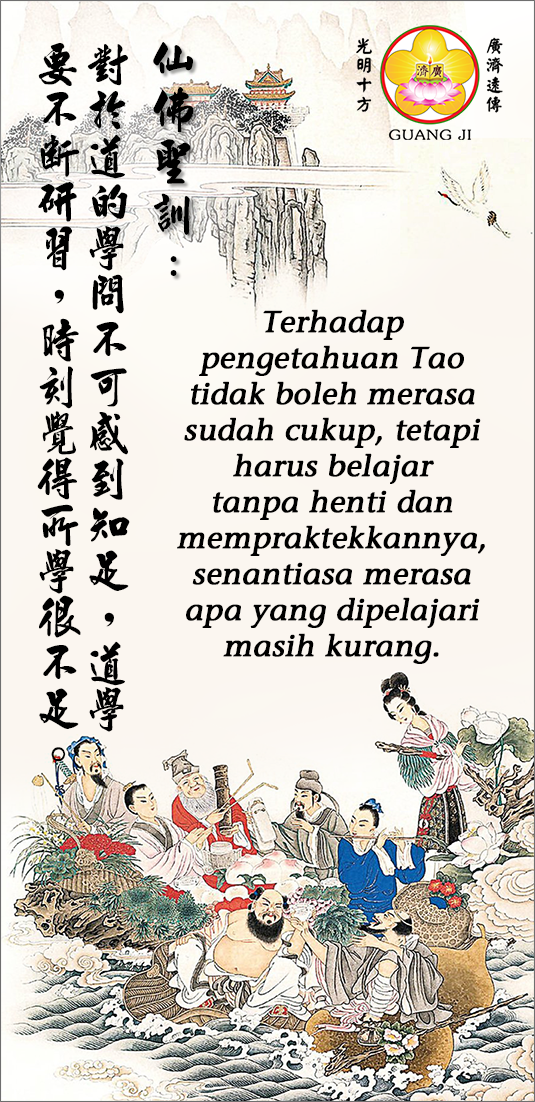 仙佛聖訓：
對於道的學問不可感到知足，道學
要不断研習，時刻覺得所學很不足
廣濟遠傳
光明十方
廣濟
GUANG JI
Terhadap
pengetahuan Tao
tidak boleh merasa
sudah cukup, tetapi
harus belajar
tanpa henti dan
mempraktekkannya,
senantiasa merasa
apa yang dipelajari
masih kurang.